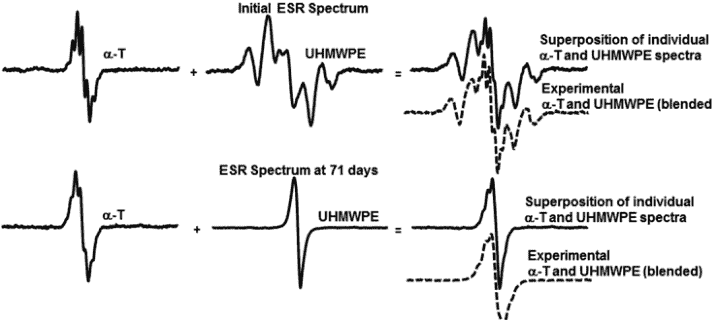 Initial ESR Spectrum
α-T
+
UHMWPE
=
Superposition of individual
α-T and UHMWPE spectra
Experimental
α-T and UHMWPE (blended)
ESR Spectrum at 71 days
α-T
+
UHMWPE
=
Superposition of individual
α-T and UHMWPE spectra
Experimental
α-T and UHMWPE (blended)